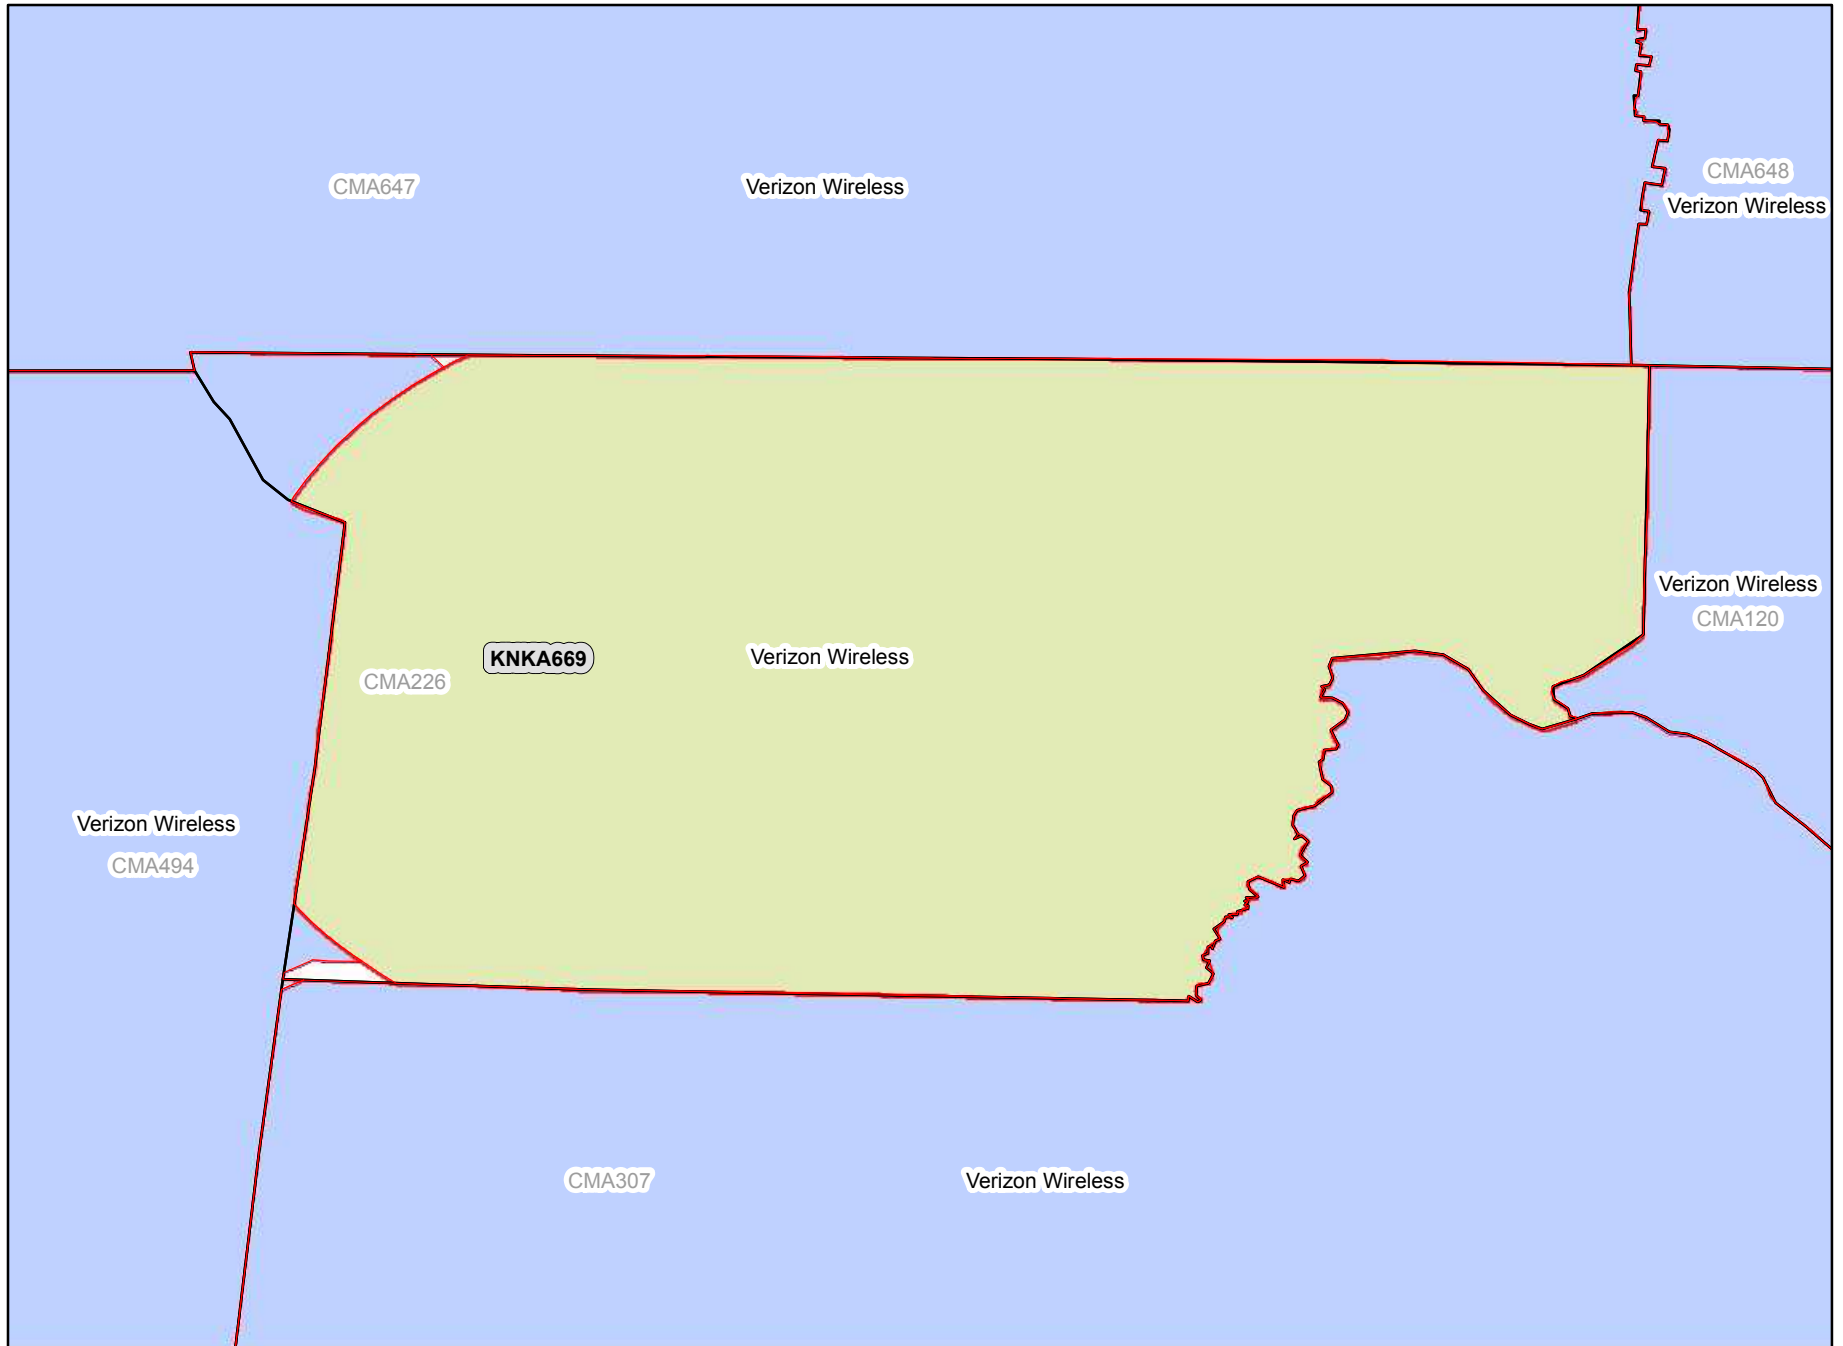 CMA647
Verizon Wireless
CMA648
Verizon Wireless
Verizon Wireless
CMA120
KNKA669
Verizon Wireless
CMA226
Verizon Wireless
CMA494
CMA307
Verizon Wireless